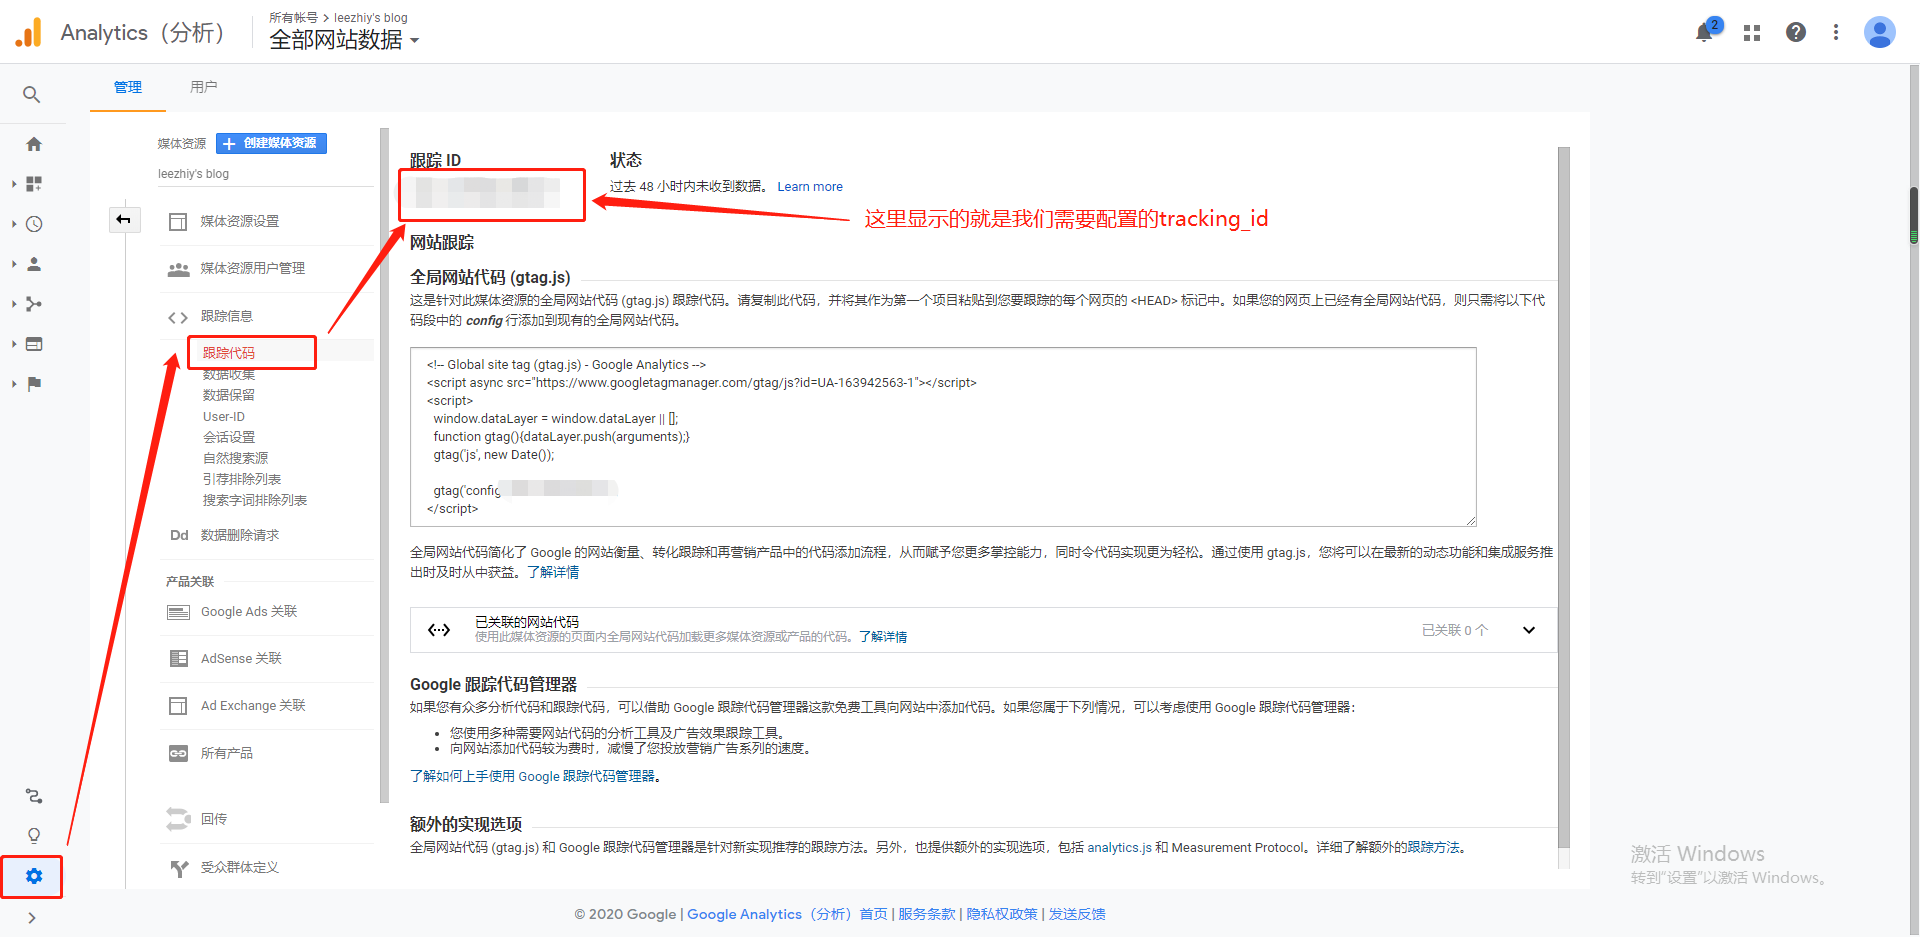 Analytics（分析）
所有帐号 > leezhiy's blog
全部网站数据
2
管理
用户
媒体资源
+ 创建媒体资源
leezhiy's blog
媒体资源设置
媒体资源用户管理
<> 跟踪信息
跟踪代码
数据收集
数据保留
User-ID
会话设置
自然搜索源
引荐排除列表
搜索字词排除列表
Dd 数据删除请求
产品关联
Google Ads 关联
AdSense 关联
Ad Exchange 关联
所有产品
回传
受众群体定义
跟踪 ID
状态
过去 48 小时内未收到数据。 Learn more
这里显示的就是我们需要配置的tracking_id
网站跟踪
全局网站代码 (gtag.js)
这是针对此媒体资源的全局网站代码 (gtag.js) 跟踪代码。请复制此代码，并将其作为第一个项目粘贴到您要跟踪的每个网页的 <HEAD> 标记中。如果您的网页上已经有全局网站代码，则只需将以下代
码段中的 config 行添加到现有的全局网站代码。
<!-- Global site tag (gtag.js) - Google Analytics -->
<script async src="https://www.googletagmanager.com/gtag/js?id=UA-163942563-1"></script>
<script>
window.dataLayer = window.dataLayer || [];
function gtag(){dataLayer.push(arguments);}
gtag('js', new Date());
gtag('config
</script>
全局网站代码简化了 Google 的网站衡量、转化跟踪和再营销产品中的代码添加流程，从而赋予您更多掌控能力，同时令代码实现更为轻松。通过使用 gtag.js，您将可以在最新的动态功能和集成服务推
出时及时从中获益。了解详情
已关联的网站代码
使用此媒体资源的页面内全局网站代码加载更多媒体资源或产品的代码。了解详情
已关联 0 个
Google 跟踪代码管理器
如果您有众多分析代码和跟踪代码，可以借助 Google 跟踪代码管理器这款免费工具向网站中添加代码。如果您属于下列情况，可以考虑使用 Google 跟踪代码管理器：
• 您使用多种需要网站代码的分析工具及广告效果跟踪工具。
• 向网站添加代码较为费时，减慢了您投放营销广告系列的速度。
了解如何上手使用 Google 跟踪代码管理器。
额外的实现选项
全局网站代码 (gtag.js) 和 Google 跟踪代码管理器是针对新实现推荐的跟踪方法。另外，也提供额外的实现选项，包括 analytics.js 和 Measurement Protocol。详细了解额外的跟踪方法。
激活 Windows
转到“设置”以激活 Windows。
© 2020 Google | Google Analytics（分析）首页 | 服务条款 | 隐私权政策 | 发送反馈